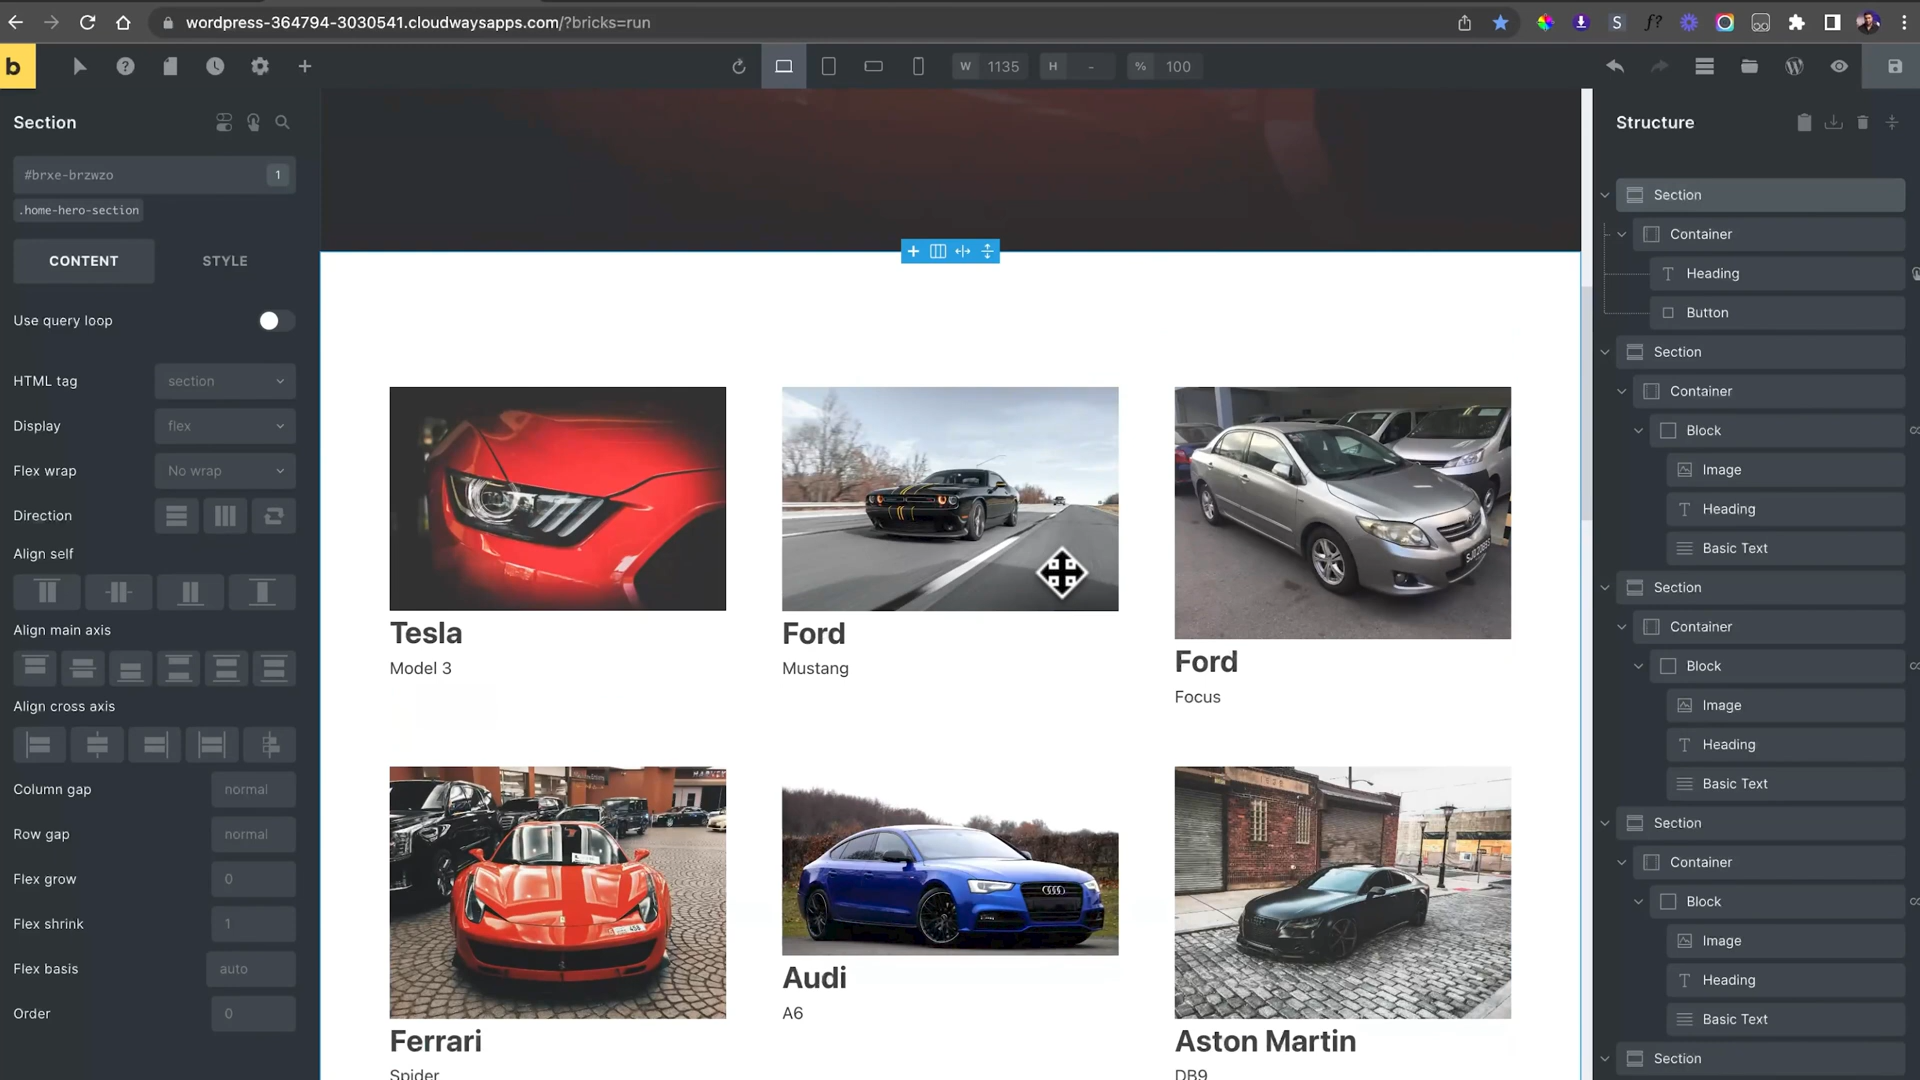 wordpress-364794-3030541.cloudwaysapps.com/?bricks=run
b
W 1135
H -
% 100
Section
#brxe-brzwzo
1
.home-hero-section
CONTENT
STYLE
Use query loop
HTML tag
section
Display
flex
Flex wrap
No wrap
Direction
Align self
Align main axis
Align cross axis
Column gap
normal
Row gap
normal
Flex grow
0
Flex shrink
1
Flex basis
auto
Order
0
Tesla
Model 3
Ford
Mustang
Ford
Focus
Ferrari
Spider
Audi
A6
Aston Martin
DB9
Structure
Section
Container
Heading
Button
Section
Container
Block
Image
Heading
Basic Text
Section
Container
Block
Image
Heading
Basic Text
Section
Container
Block
Image
Heading
Basic Text
Section